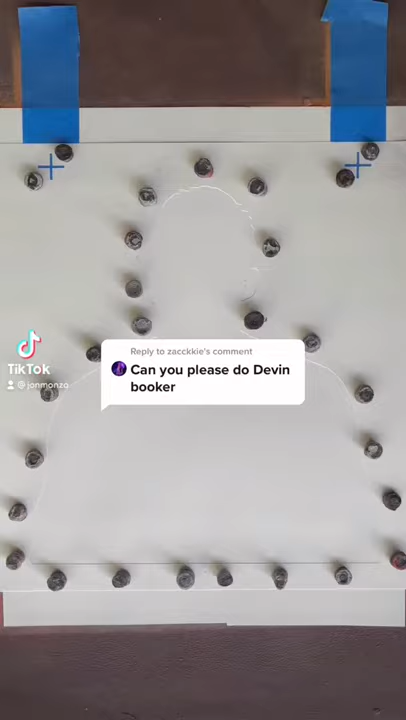 Reply to zacckkie's comment
Can you please do Devin
booker
TikTok
@jonmonzo